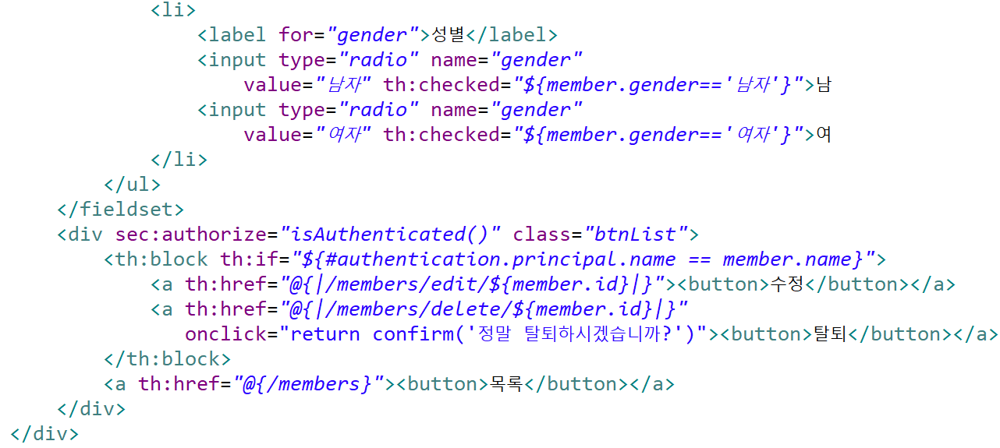 <li>
<label for="gender">성별</label>
<input type="radio" name="gender"
value="남자" th:checked="${member.gender=='남자'}">남
<input type="radio" name="gender"
value="여자" th:checked="${member.gender=='여자'}">여
</li>
</ul>
</fieldset>
<div sec:authorize="isAuthenticated()" class="btnList">
<th:block th:if="${#authentication.principal.name == member.name}">
<a th:href="@{|/members/edit/${member.id}|}"><button>수정</button></a>
<a th:href="@{|/members/delete/${member.id}|}"
onclick="return confirm('정말 탈퇴하시겠습니까?')"><button>탈퇴</button></a>
</th:block>
<a th:href="@{/members}"><button>목록</button></a>
</div>
</div>